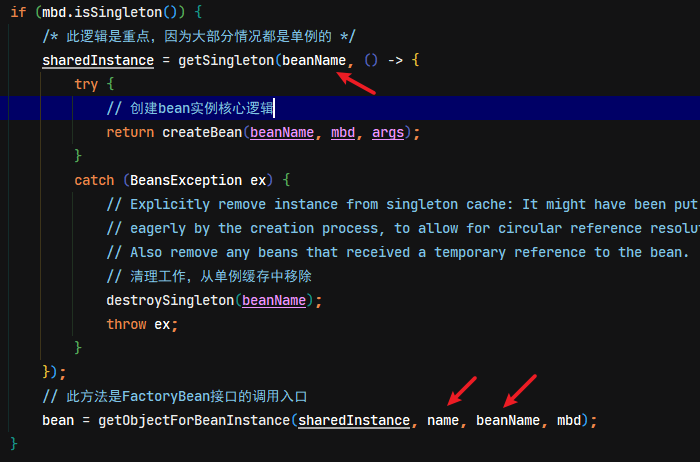 if (mbd.isSingleton()) {
/* 此逻辑是重点，因为大部分情况都是单例的 */
sharedInstance = getSingleton(beanName, () -> {
try {
// 创建bean实例核心逻辑
return createBean(beanName, mbd, args);
}
catch (BeansException ex) {
// Explicitly remove instance from singleton cache: It might have been put
// eagerly by the creation process, to allow for circular reference resolut
// Also remove any beans that received a temporary reference to the bean.
// 清理工作，从单例缓存中移除
destroySingleton(beanName);
throw ex;
}
});
// 此方法是FactoryBean接口的调用入口
bean = getObjectForBeanInstance(sharedInstance, name, beanName, mbd);
}